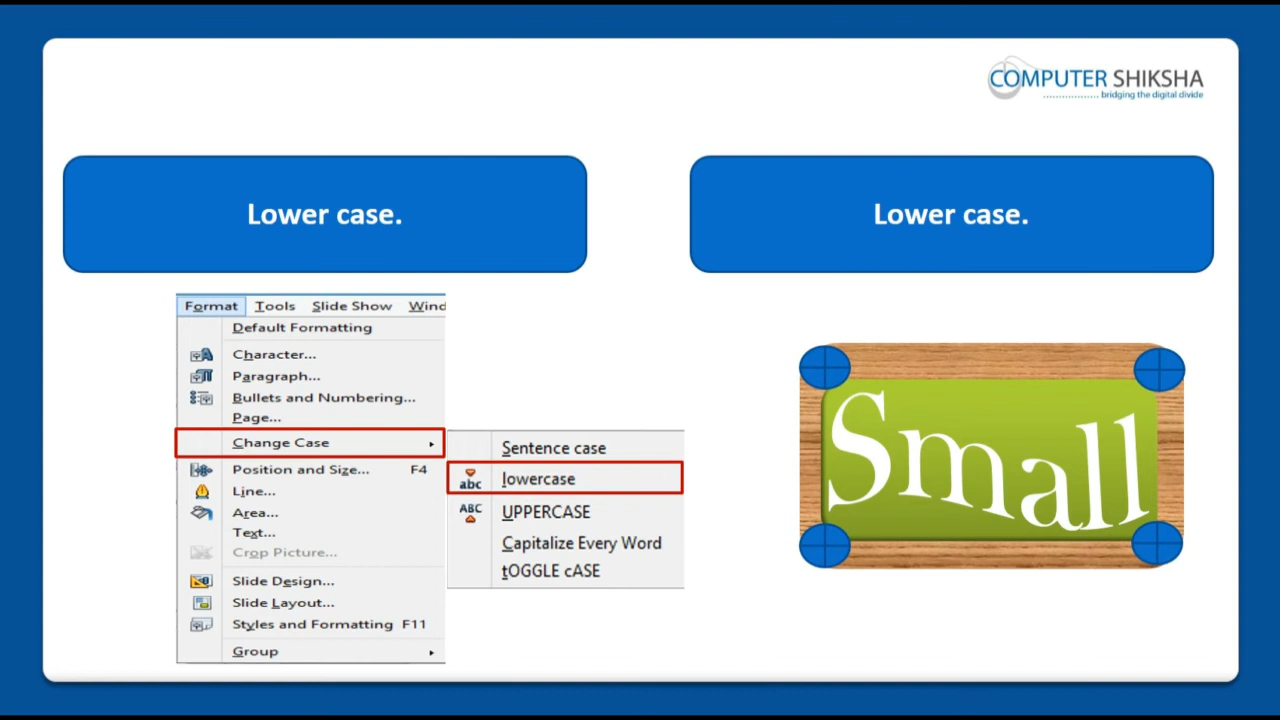 COMPUTER SHIKSHA
bridging the digital divide
Lower case.
Lower case.
Format Tools Slide Show Wind
Default Formatting
Character...
Paragraph...
Bullets and Numbering...
Page...
Change Case
Position and Size... F4
Line...
Area...
Text...
Crop Picture...
Slide Design...
Slide Layout...
Styles and Formatting F11
Group
Sentence case
abc lowercase
ABC UPPERCASE
Capitalize Every Word
tOGGLE cASE
Small